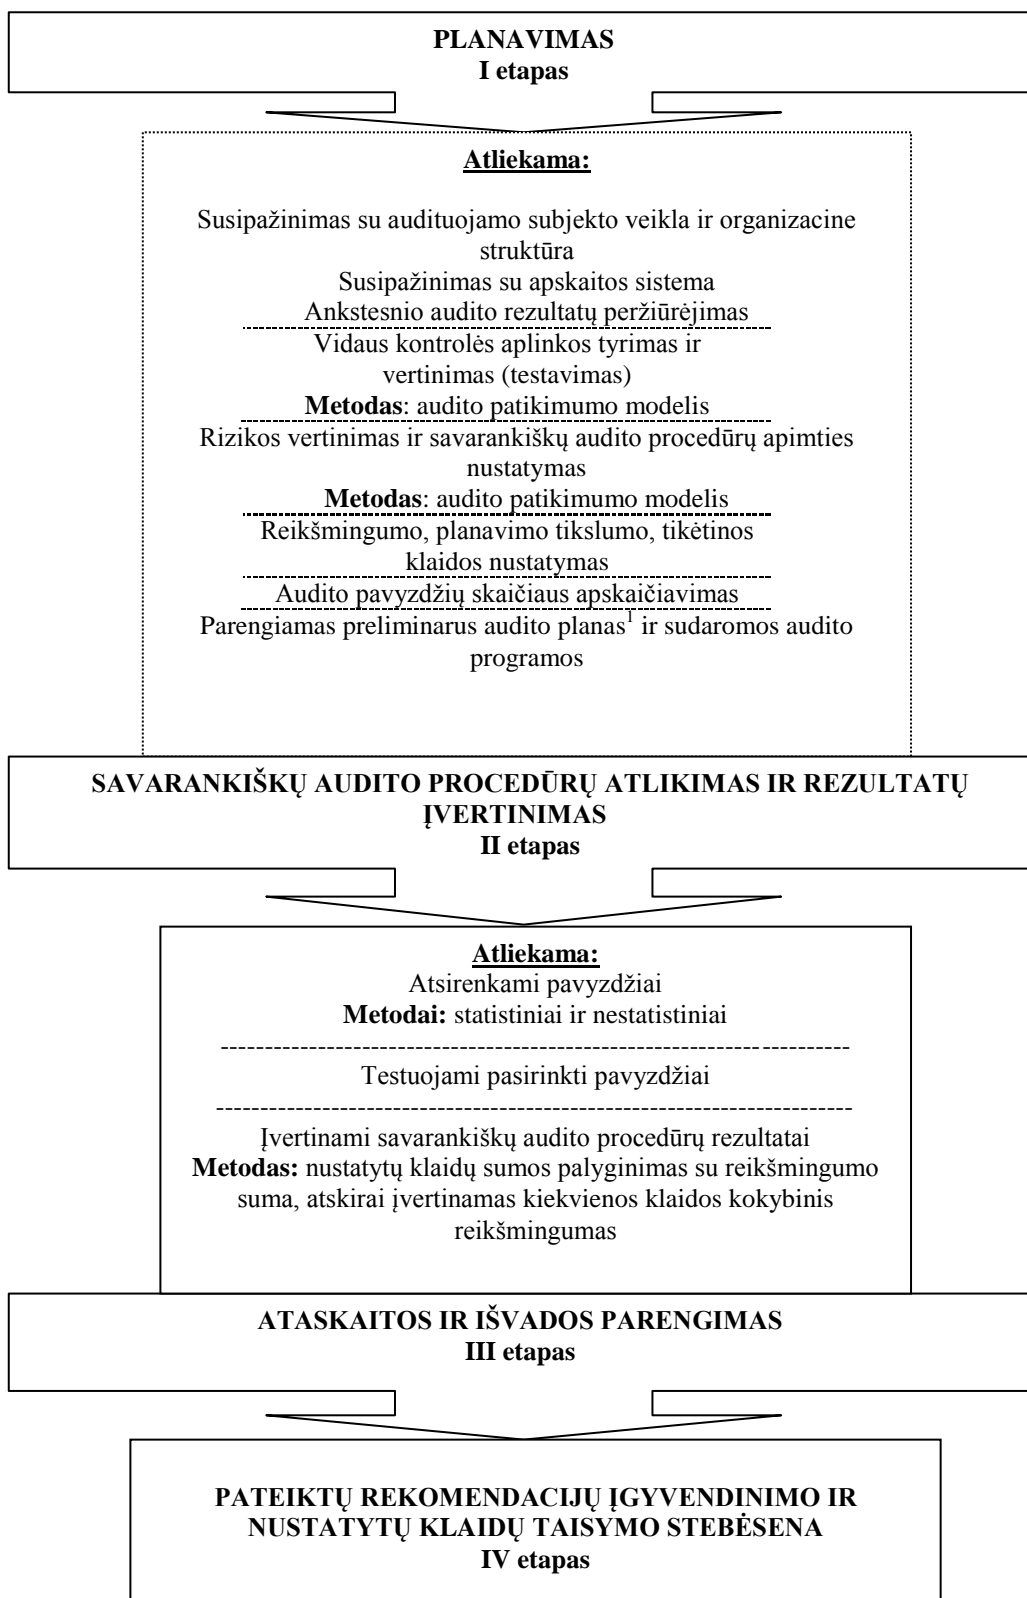 PLANAVIMAS
I etapas
Atliekama:
Susipažinimas su audituojamo subjekto veikla ir organizacine
struktūra
Susipažinimas su apskaitos sistema
Ankstesnio audito rezultatų peržiūrėjimas
Vidaus kontrolės aplinkos tyrimas ir
vertinimas (testavimas)
Metodas: audito patikimumo modelis
Rizikos vertinimas ir savarankiškų audito procedūrų apimties
nustatymas
Metodas: audito patikimumo modelis
Reikšmingumo, planavimo tikslumo, tikėtinos
klaidos nustatymas
Audito pavyzdžių skaičiaus apskaičiavimas
Parengiamas preliminarus audito planas1 ir sudaromos audito
programos
SAVARANKIŠKŲ AUDITO PROCEDŪRŲ ATLIKIMAS IR REZULTATŲ
ĮVERTINIMAS
II etapas
Atliekama:
Atsirenkami pavyzdžiai
Metodai: statistiniai ir nestatistiniai
Testuojami pasirinkti pavyzdžiai
Įvertinami savarankiškų audito procedūrų rezultatai
Metodas: nustatytų klaidų sumos palyginimas su reikšmingumo
suma, atskirai įvertinamas kiekvienos klaidos kokybinis
reikšmingumas
ATASKAITOS IR IŠVADOS PARENGIMAS
III etapas
PATEIKTŲ REKOMENDACIJŲ ĮGYVENDINIMO IR
NUSTATYTŲ KLAIDŲ TAISYMO STEBĖSENA
IV etapas